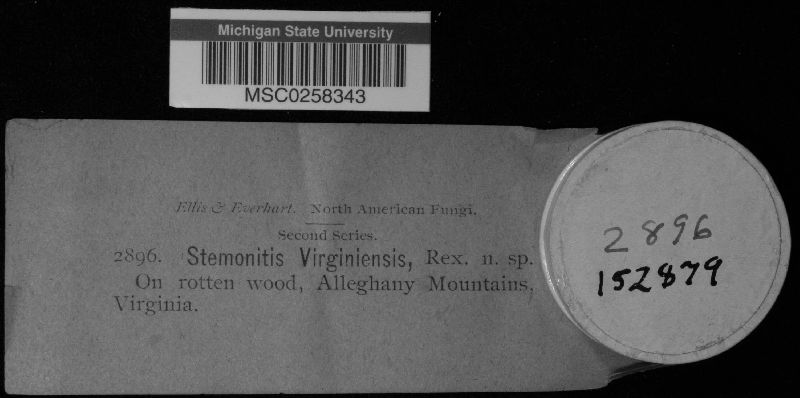 Michigan State University
MSC0258343
Ellis & Everhart. North American Fungi.
Second Series.
2896. Stemonitis Virginiensis, Rex. n. sp.
On rotten wood, Alleghany Mountains,
Virginia.
2896
152879